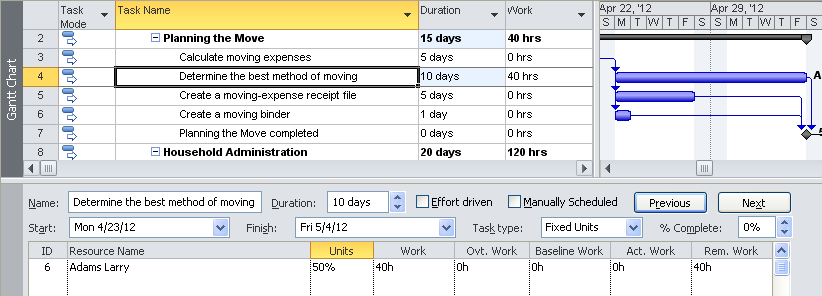 Task Mode Task Name Duration Work Apr 22, '12 Apr 29, '12
S M T W T F S S M T W T F S
2 Planning the Move 15 days 40 hrs
3 Calculate moving expenses 5 days 0 hrs
4 Determine the best method of moving 10 days 40 hrs
5 Create a moving-expense receipt file 5 days 0 hrs
6 Create a moving binder 1 day 0 hrs
7 Planning the Move completed 0 days 0 hrs
8 Household Administration 20 days 120 hrs
Gantt Chart
Name: Determine the best method of moving Duration: 10 days Effort driven Manually Scheduled Previous Next
Start: Mon 4/23/12 Finish: Fri 5/4/12 Task type: Fixed Units % Complete: 0%
ID Resource Name Units Work Ovt. Work Baseline Work Act. Work Rem. Work
6 Adams Larry 50% 40h 0h 0h 0h 40h